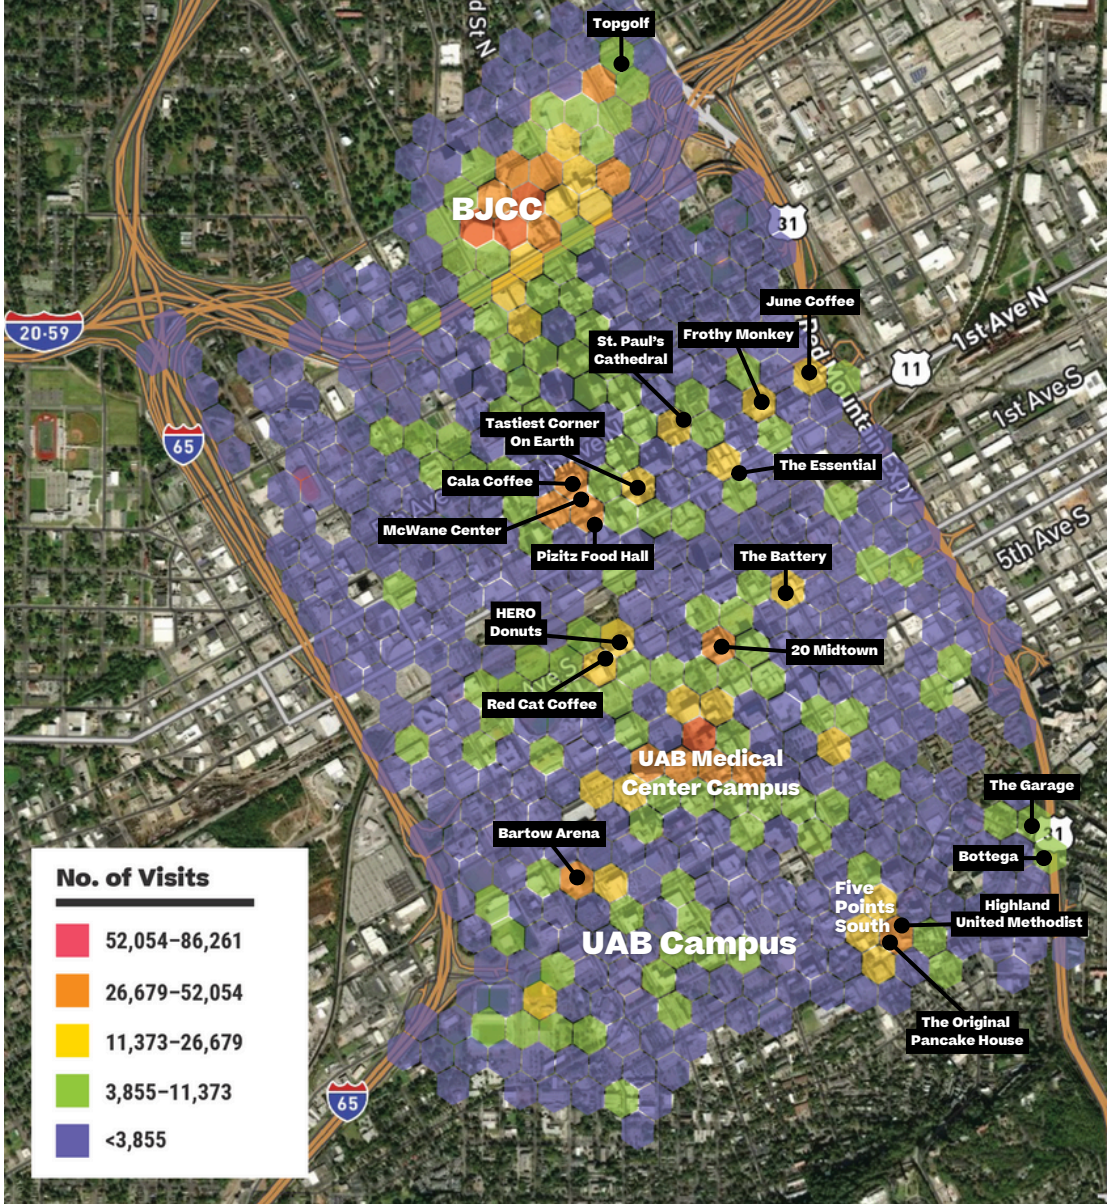 d St N
Topgolf
BJCC
31
June Coffee
1st Ave N
20·59
Frothy Monkey
St. Paul's
Cathedral
11
1st Ave S
65
Tastiest Corner
On Earth
The Essential
Cala Coffee
McWane Center
Pizitz Food Hall
The Battery
5th Ave S
HERO
Donuts
20 Midtown
Ave S
Red Cat Coffee
UAB Medical
Center Campus
The Garage
31
Bartow Arena
Bottega
Five
Points
South
Highland
United Methodist
UAB Campus
The Original
Pancake House
65
No. of Visits
52,054–86,261
26,679–52,054
11,373–26,679
3,855–11,373
<3,855